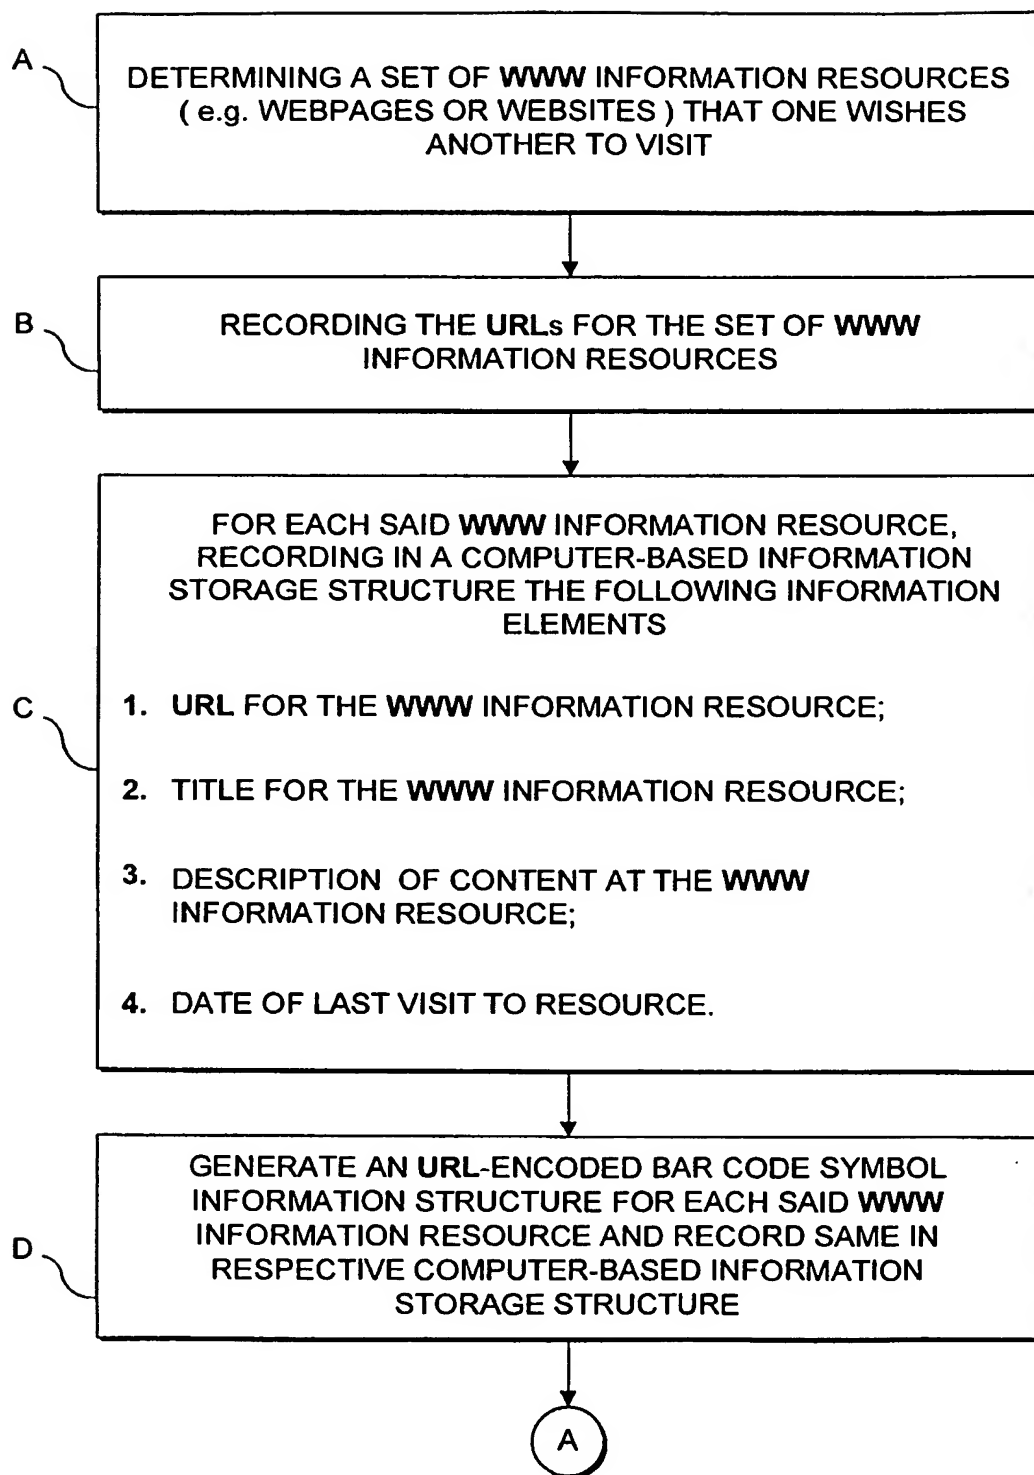 A
DETERMINING A SET OF WWW INFORMATION RESOURCES
( e.g. WEBPAGES OR WEBSITES ) THAT ONE WISHES
ANOTHER TO VISIT
B
RECORDING THE URLs FOR THE SET OF WWW
INFORMATION RESOURCES
C
FOR EACH SAID WWW INFORMATION RESOURCE,
RECORDING IN A COMPUTER-BASED INFORMATION
STORAGE STRUCTURE THE FOLLOWING INFORMATION
ELEMENTS
1. URL FOR THE WWW INFORMATION RESOURCE;
2. TITLE FOR THE WWW INFORMATION RESOURCE;
3. DESCRIPTION OF CONTENT AT THE WWW
INFORMATION RESOURCE;
4. DATE OF LAST VISIT TO RESOURCE.
D
GENERATE AN URL-ENCODED BAR CODE SYMBOL
INFORMATION STRUCTURE FOR EACH SAID WWW
INFORMATION RESOURCE AND RECORD SAME IN
RESPECTIVE COMPUTER-BASED INFORMATION
STORAGE STRUCTURE
A